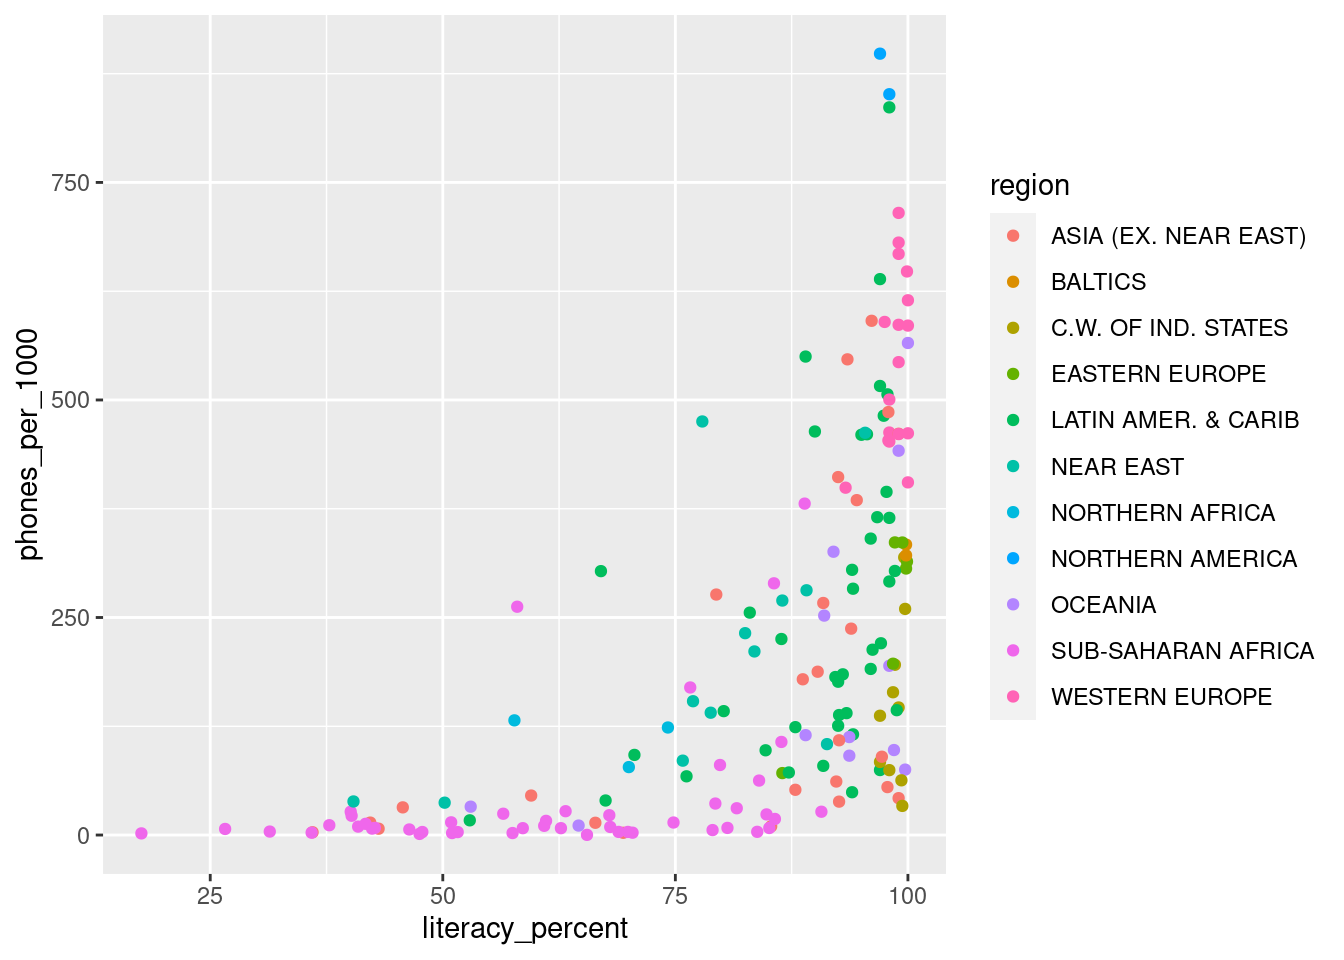 phones_per_1000
750
500
250
0
25 50 75 100
literacy_percent
region
ASIA (EX. NEAR EAST)
BALTICS
C.W. OF IND. STATES
EASTERN EUROPE
LATIN AMER. & CARIB
NEAR EAST
NORTHERN AFRICA
NORTHERN AMERICA
OCEANIA
SUB-SAHARAN AFRICA
WESTERN EUROPE